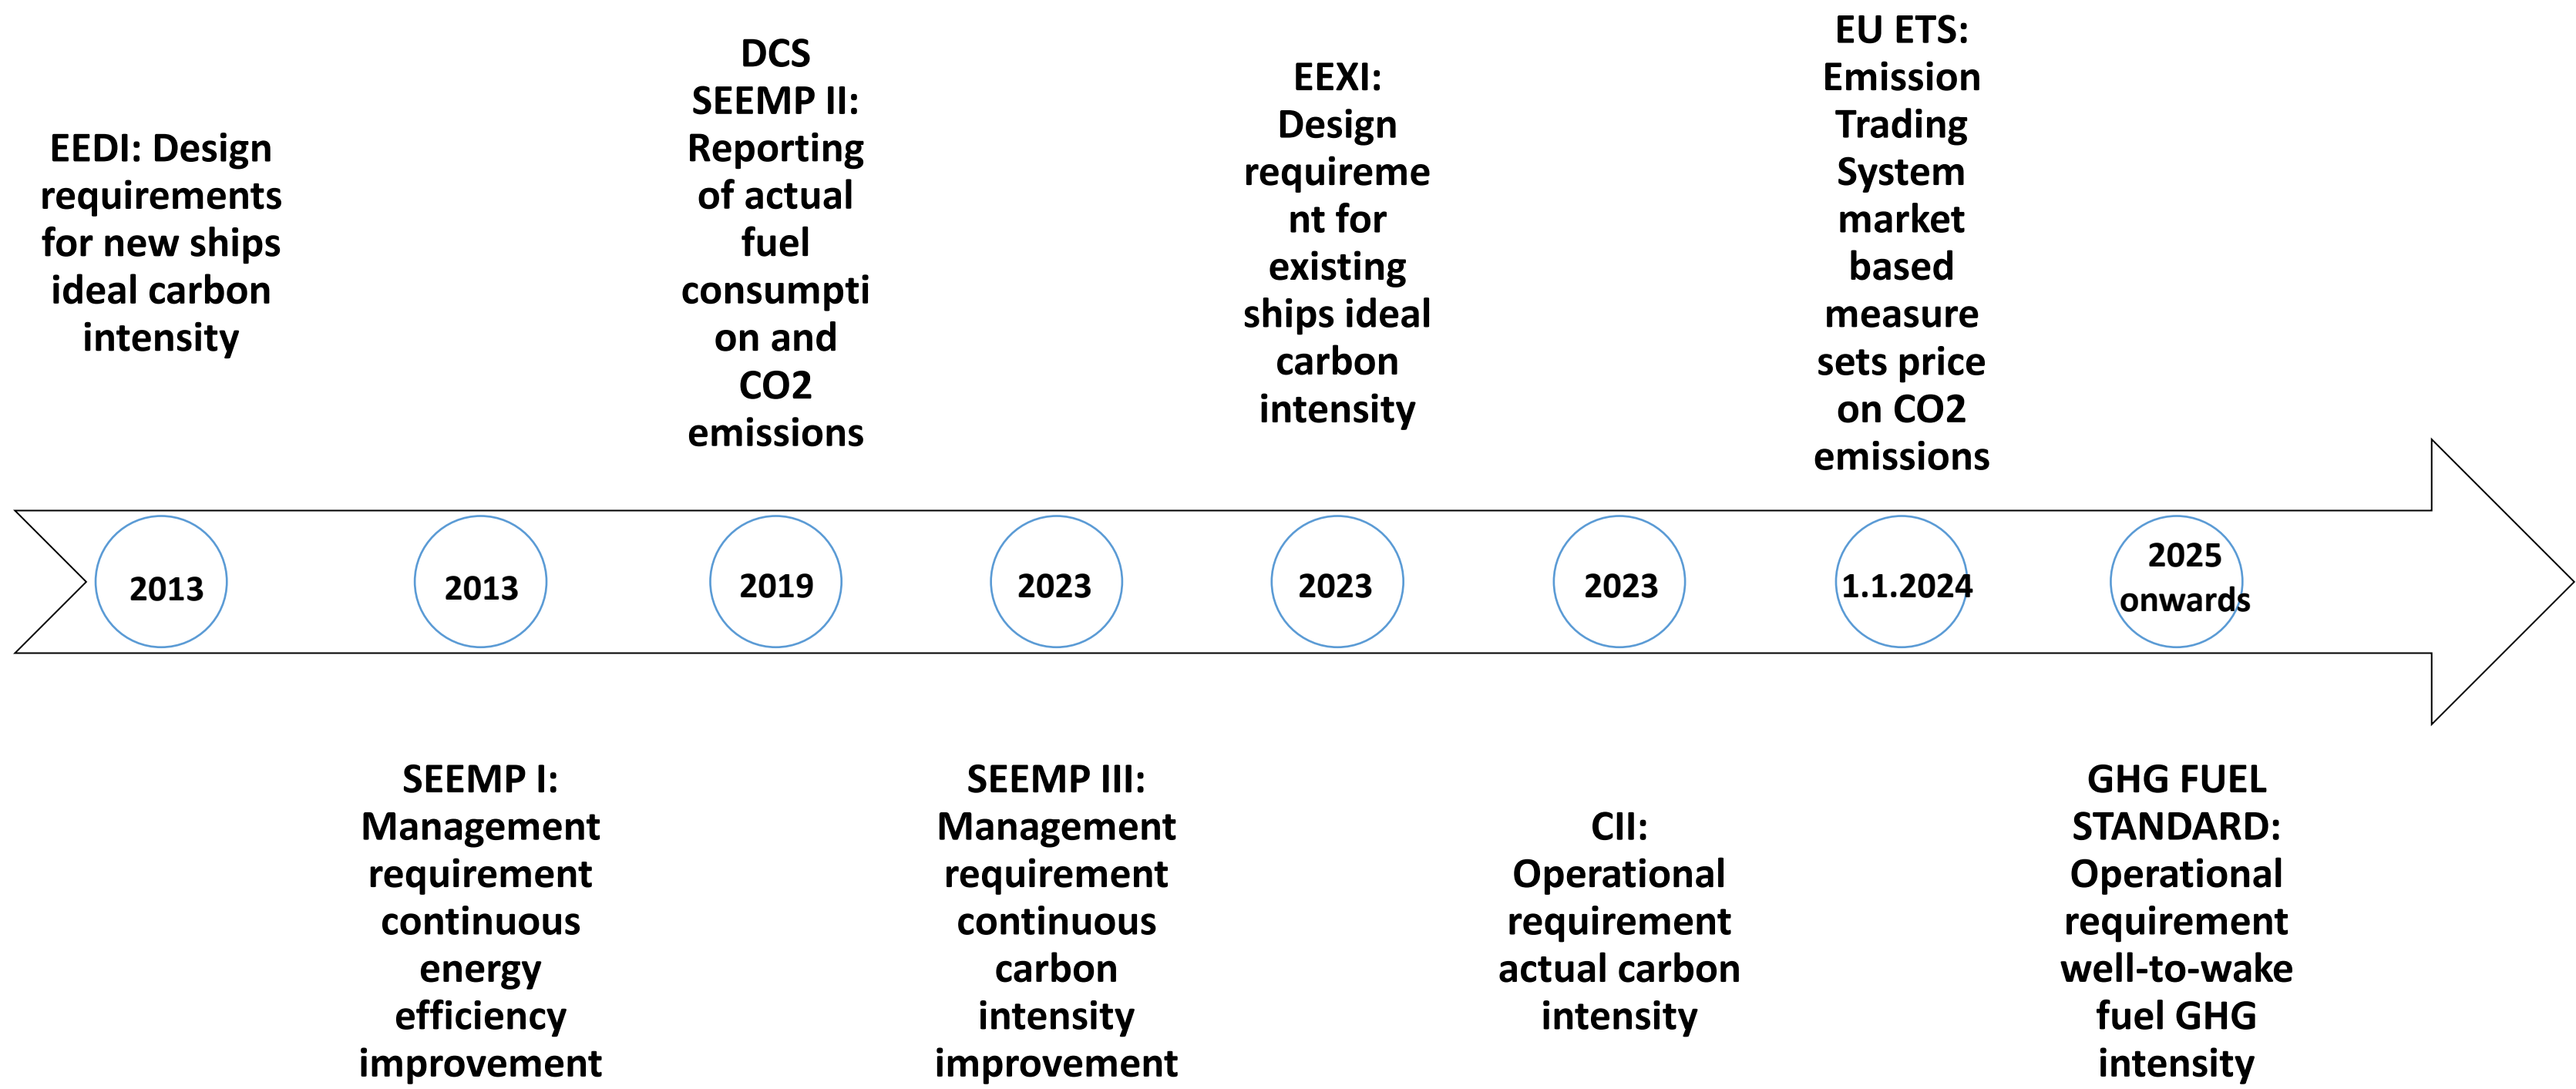 EEDI: Design
requirements
for new ships
ideal carbon
intensity
DCS
SEEMP II:
Reporting
of actual
fuel
consumpti
on and
CO2
emissions
EEXI:
Design
requireme
nt for
existing
ships ideal
carbon
intensity
EU ETS:
Emission
Trading
System
market
based
measure
sets price
on CO2
emissions
2013
2013
2019
2023
2023
2023
1.1.2024
2025
onwards
SEEMP I:
Management
requirement
continuous
energy
efficiency
improvement
SEEMP III:
Management
requirement
continuous
carbon
intensity
improvement
CII:
Operational
requirement
actual carbon
intensity
GHG FUEL
STANDARD:
Operational
requirement
well-to-wake
fuel GHG
intensity